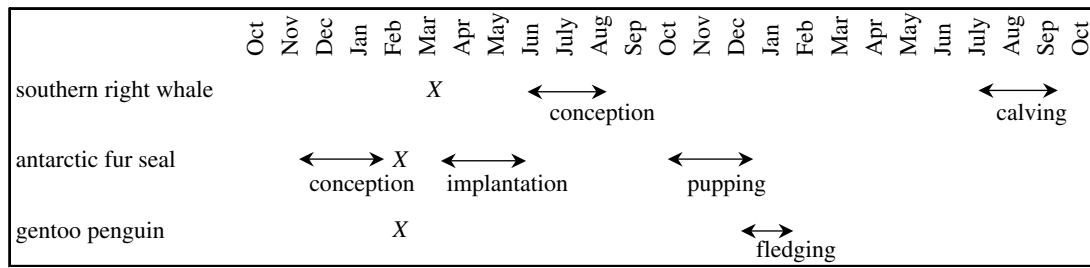 Oct Nov Dec Jan Feb Mar Apr May Jun July Aug Sep Oct Nov Dec Jan Feb Mar Apr May Jun July Aug Sep Oct
southern right whale X
conception calving
antarctic fur seal X
conception implantation pupping
gentoo penguin X
fledging